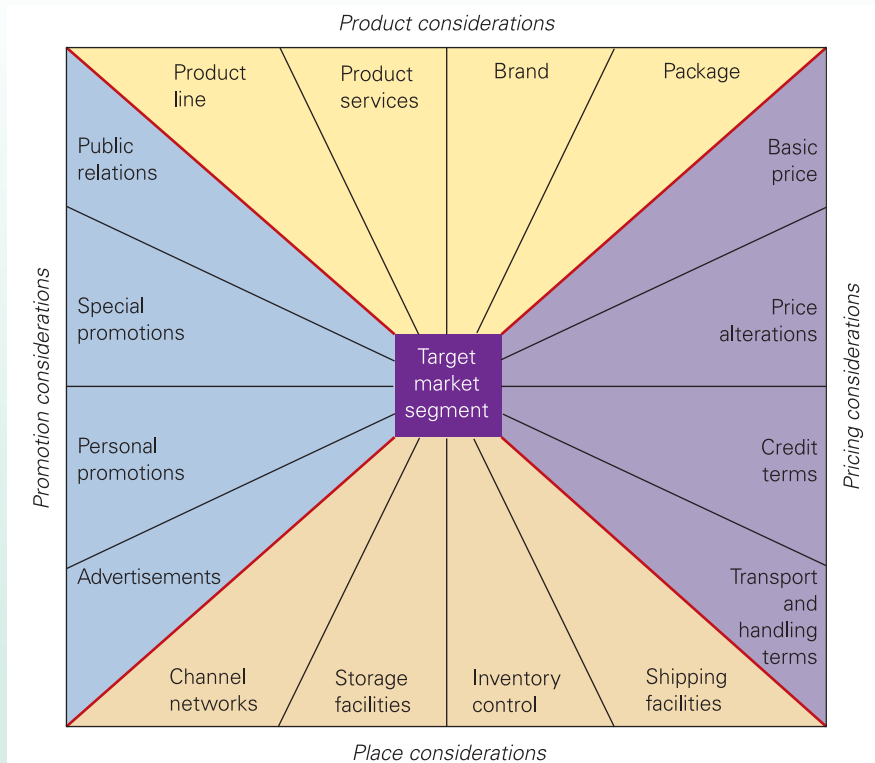 Product considerations
Product
line
Product
services
Brand
Package
Public
relations
Special
promotions
Personal
promotions
Advertisements
Promotion considerations
Target
market
segment
Basic
price
Price
alterations
Credit
terms
Transport
and
handling
terms
Pricing considerations
Channel
networks
Storage
facilities
Inventory
control
Shipping
facilities
Place considerations